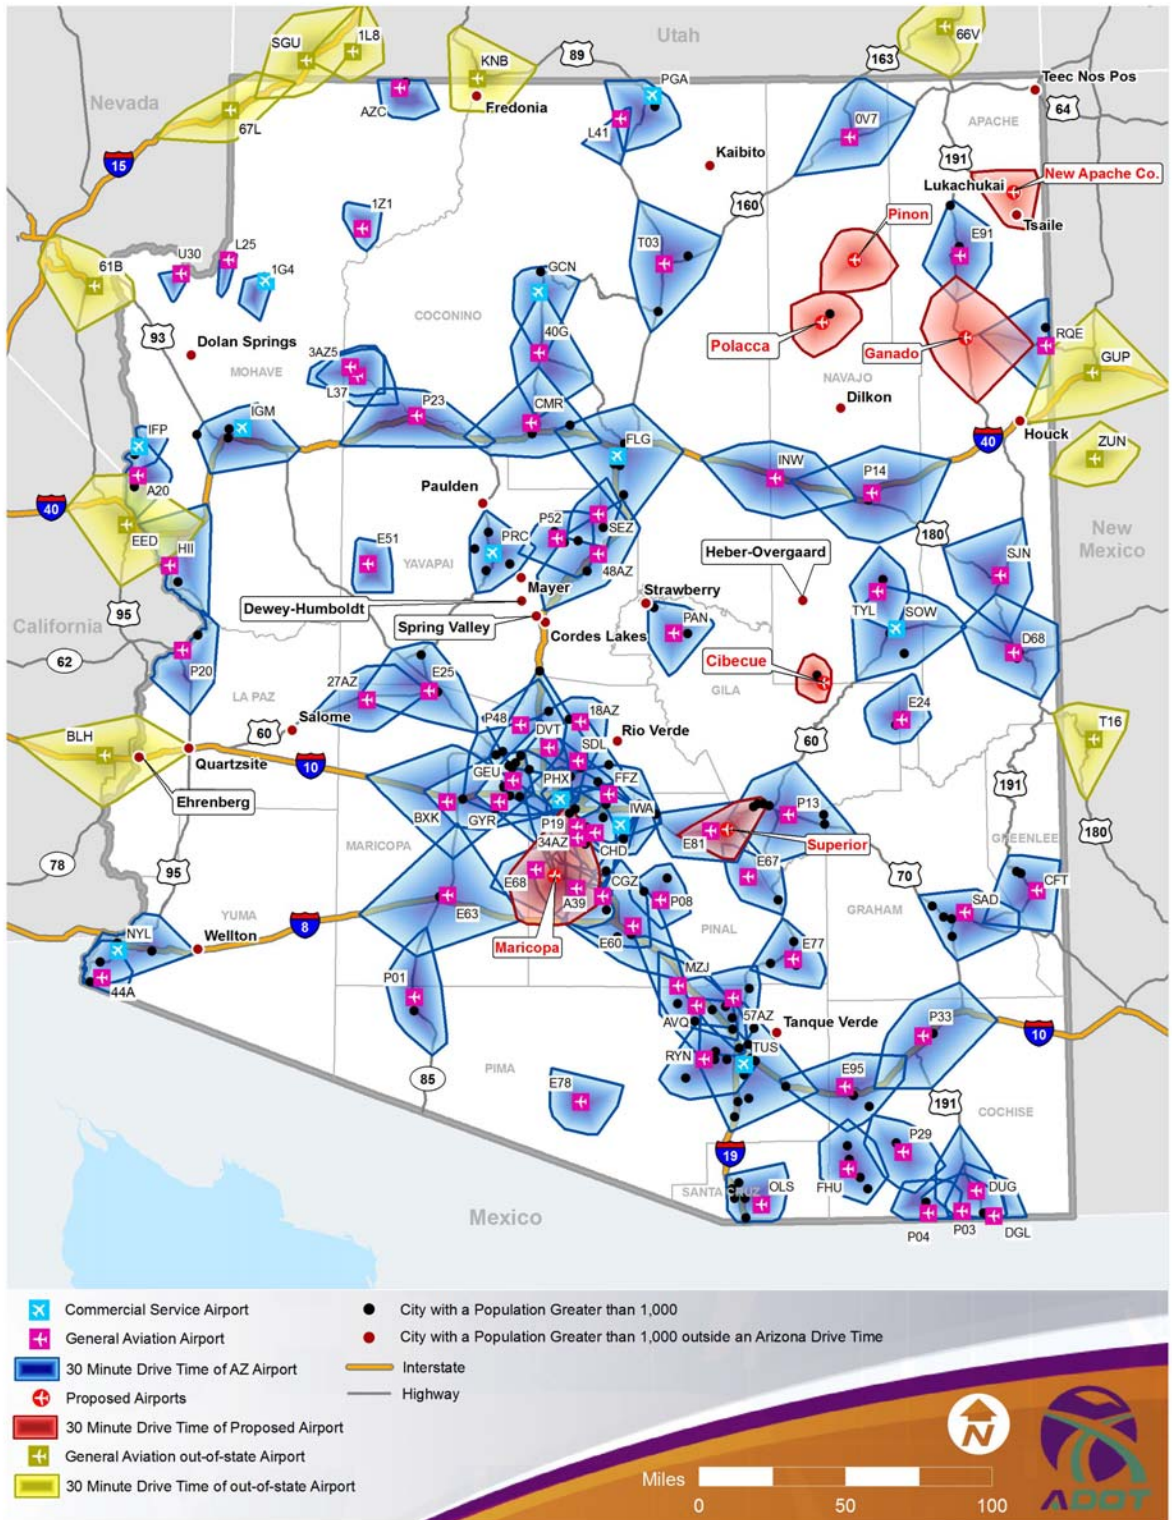 Utah
SGU
1L8
KNB
89
163
66V
Nevada
AZC
Fredonia
PGA
Teec Nos Pos
67L
L41
0V7
APACHE
64
15
Kaibito
191
New Apache Co.
Lukachukai
160
Pinon
Tsaile
1Z1
T03
E91
61B
U30
L25
1G4
GCN
COCONINO
93
Dolan Springs
40G
Polacca
Ganado
RQE
GUP
MOHAVE
3AZ5
L37
NAVAJO
P23
CMR
Dilkon
IGM
Houck
IFP
FLG
40
ZUN
A20
INW
P14
40
Paulden
EED
P52
SEZ
180
New
Mexico
HII
E51
PRC
YAVAPAI
48AZ
Heber-Overgaard
SJN
Mayer
Strawberry
TYL
SOW
Dewey-Humboldt
95
Spring Valley
Cordes Lakes
PAN
California
62
P20
Cibecue
D68
GILA
E25
27AZ
LA PAZ
E24
Salome
60
P48
18AZ
Rio Verde
T16
BLH
DVT
SDL
60
Quartzsite
10
GEU
PHX
FFZ
191
Ehrenberg
BXK
GYR
P19
IWA
P13
34AZ
E81
GREENLEE
180
MARICOPA
CHD
Superior
78
95
E68
CGZ
E67
70
CFT
A39
P08
SAD
YUMA
8
E63
GRAHAM
NYL
Wellton
Maricopa
E60
PINAL
E77
44A
P01
MZJ
57AZ
Tanque Verde
P33
AVQ
10
RYN
TUS
PIMA
85
E78
E95
191
COCHISE
19
P29
SANTA CRUZ
OLS
FHU
DUG
Mexico
P04
P03
DGL
Commercial Service Airport
City with a Population Greater than 1,000
General Aviation Airport
City with a Population Greater than 1,000 outside an Arizona Drive Time
30 Minute Drive Time of AZ Airport
Interstate
Proposed Airports
Highway
30 Minute Drive Time of Proposed Airport
General Aviation out-of-state Airport
30 Minute Drive Time of out-of-state Airport
N
Miles
0
50
100
ADOT